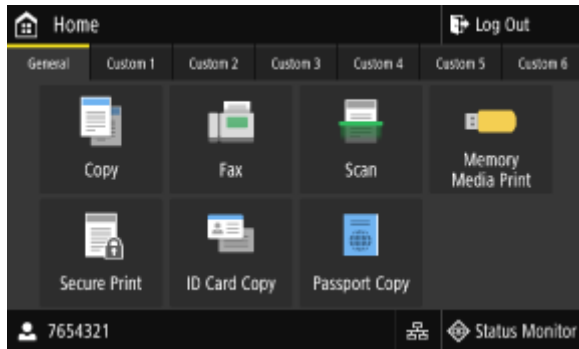 Home
Log Out
General Custom 1 Custom 2 Custom 3 Custom 4 Custom 5 Custom 6
Copy Fax Scan Memory
Media Print
Secure Print ID Card Copy Passport Copy
7654321 Status Monitor